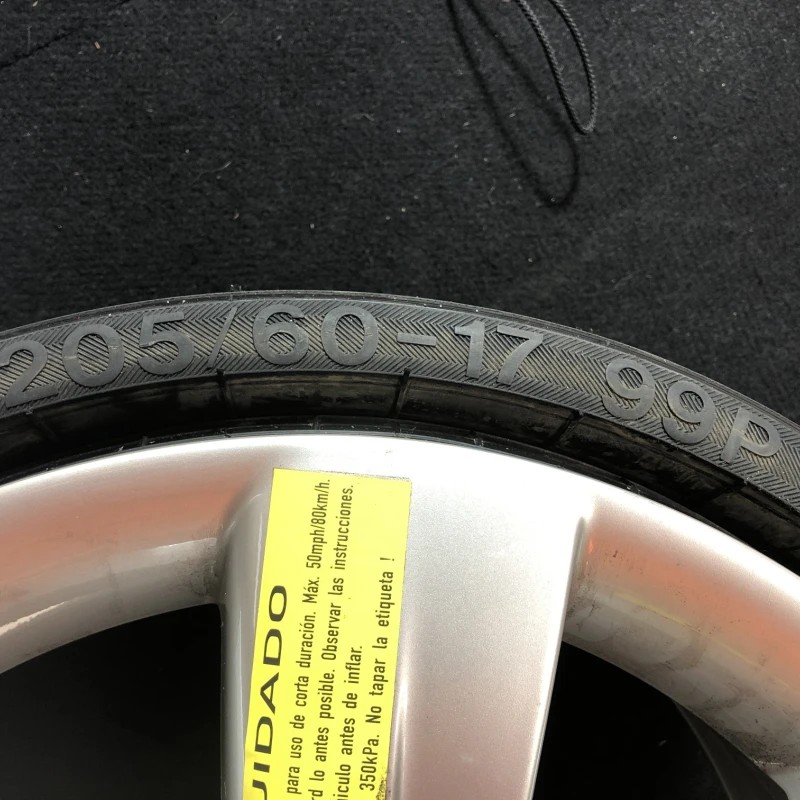 205/60-17 99P
UIDADO
para uso de corta duración. Máx. 50mph/80km/h.
lo antes posible. Observar las instrucciones.
antes de inflar.
350kPa. No tapar la etiqueta !